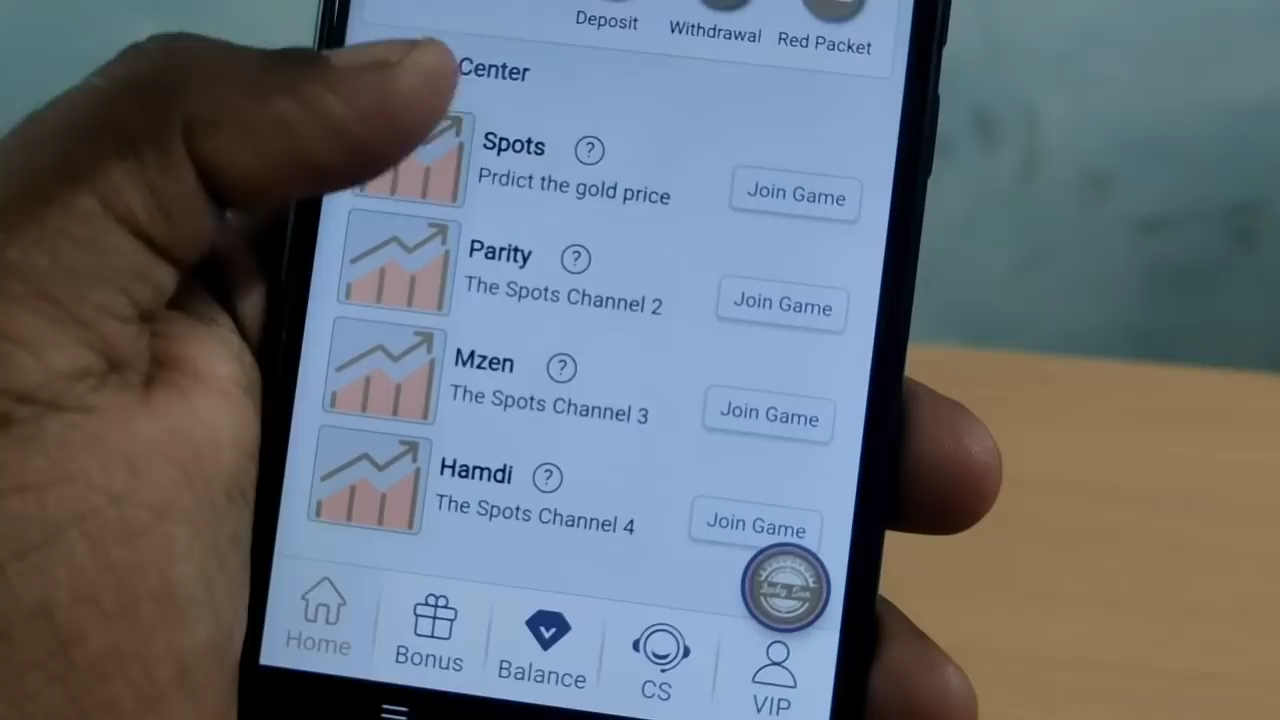 Deposit
Withdrawal
Red Packet
Center
Spots ?
Prdict the gold price
Join Game
Parity ?
The Spots Channel 2
Join Game
Mzen ?
The Spots Channel 3
Join Game
Hamdi ?
The Spots Channel 4
Join Game
Home
Bonus
Balance
CS
VIP